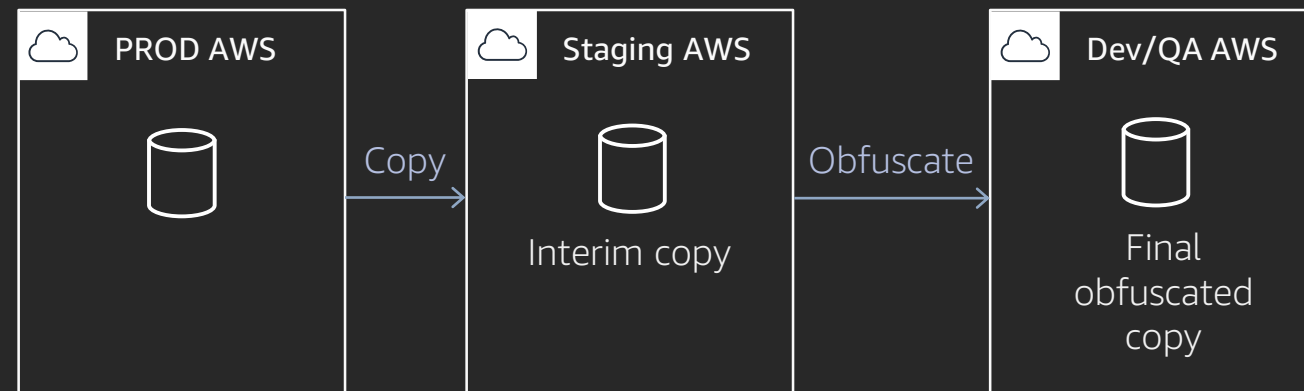 PROD AWS
Staging AWS
Dev/QA AWS
Copy
Obfuscate
Interim copy
Final
obfuscated
copy